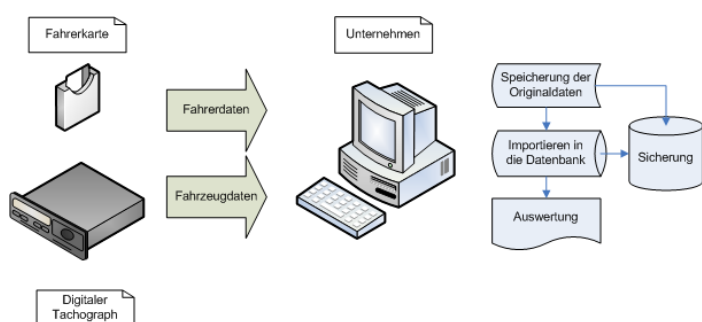 Fahrerkarte
Unternehmen
Fahrerdaten
Fahrzeugdaten
Speicherung der
Originaldaten
Importieren in
die Datenbank
Sicherung
Auswertung
Digitaler
Tachograph